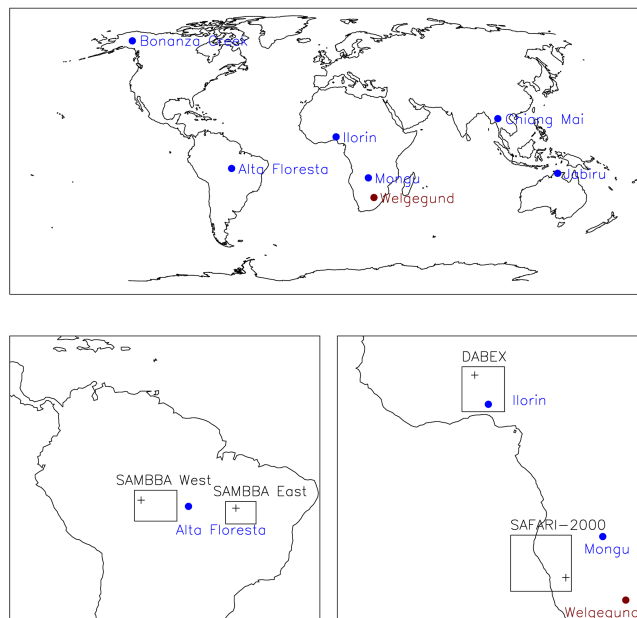 Bonanza Creek
Chiang Mai
Ilorin
Alta Floresta
Mongu
Jabiru
Welgegund
DABEX
Ilorin
SAMBBA West
SAMBBA East
Alta Floresta
SAFARI-2000
Mongu
Welgegund